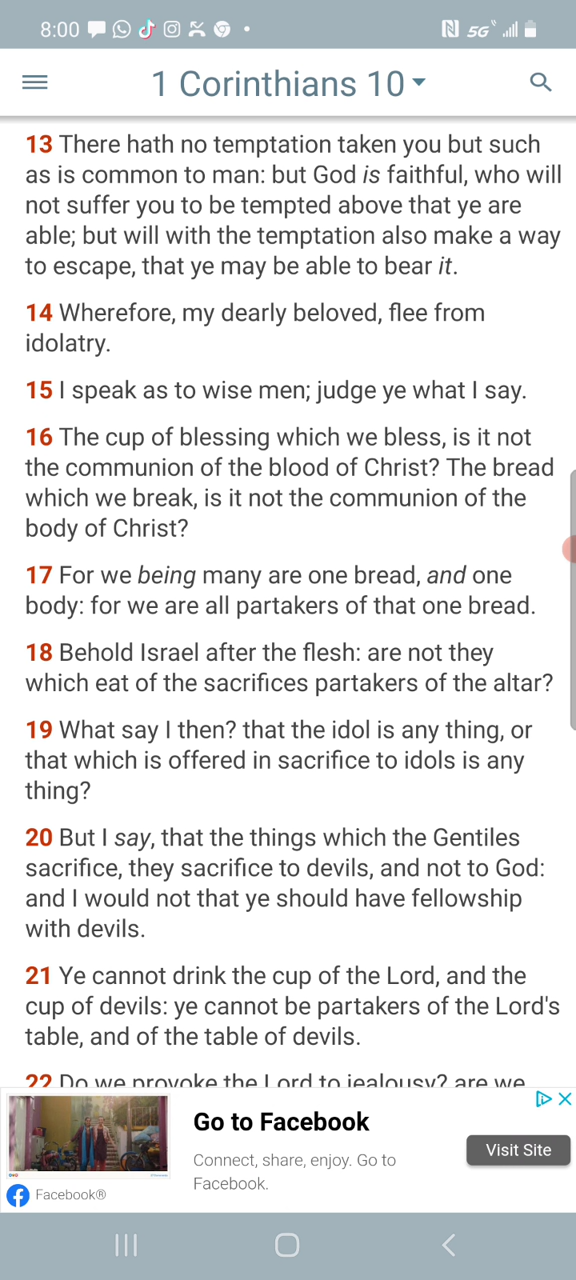 8:00
5G
1 Corinthians 10
13 There hath no temptation taken you but such
as is common to man: but God is faithful, who will
not suffer you to be tempted above that ye are
able; but will with the temptation also make a way
to escape, that ye may be able to bear it.
14 Wherefore, my dearly beloved, flee from
idolatry.
15 I speak as to wise men; judge ye what I say.
16 The cup of blessing which we bless, is it not
the communion of the blood of Christ? The bread
which we break, is it not the communion of the
body of Christ?
17 For we being many are one bread, and one
body: for we are all partakers of that one bread.
18 Behold Israel after the flesh: are not they
which eat of the sacrifices partakers of the altar?
19 What say I then? that the idol is any thing, or
that which is offered in sacrifice to idols is any
thing?
20 But I say, that the things which the Gentiles
sacrifice, they sacrifice to devils, and not to God:
and I would not that ye should have fellowship
with devils.
21 Ye cannot drink the cup of the Lord, and the
cup of devils: ye cannot be partakers of the Lord's
table, and of the table of devils.
22 Do we provoke the Lord to jealousy? are we
Go to Facebook
Connect, share, enjoy. Go to
Facebook.
Visit Site
Facebook®